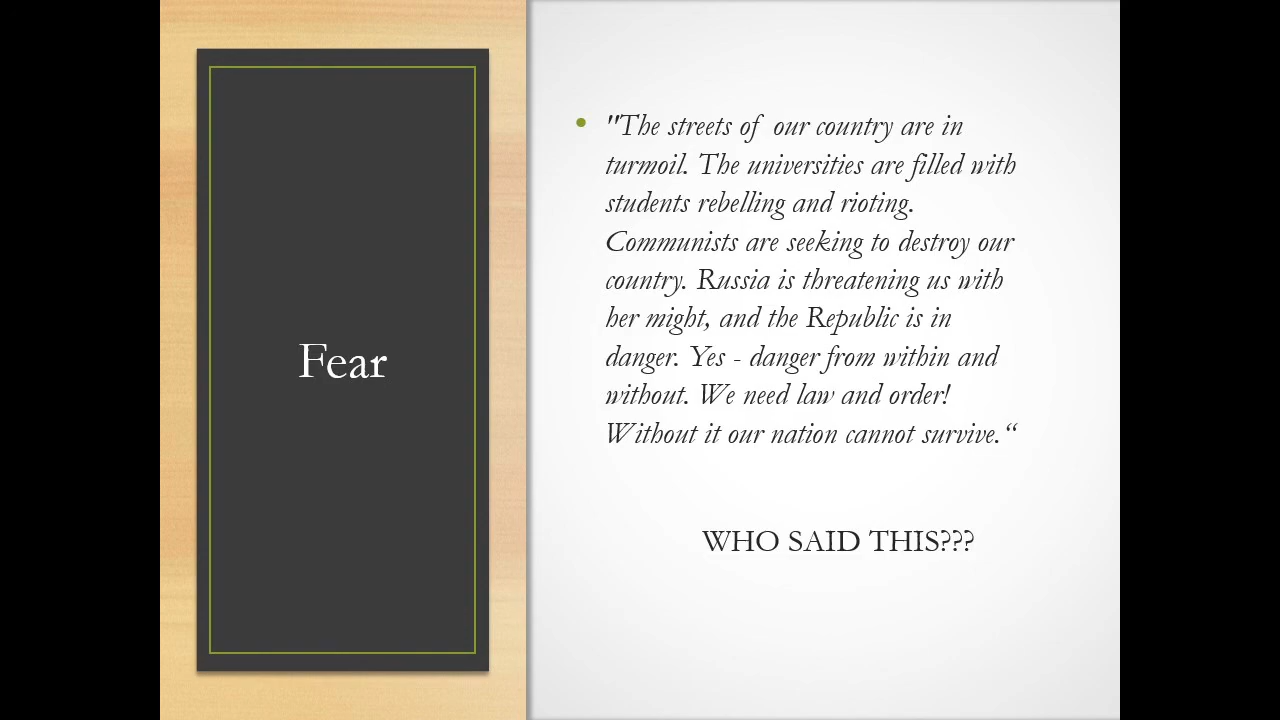 Fear
• "The streets of our country are in
turmoil. The universities are filled with
students rebelling and rioting.
Communists are seeking to destroy our
country. Russia is threatening us with
her might, and the Republic is in
danger. Yes - danger from within and
without. We need law and order!
Without it our nation cannot survive.“
WHO SAID THIS???